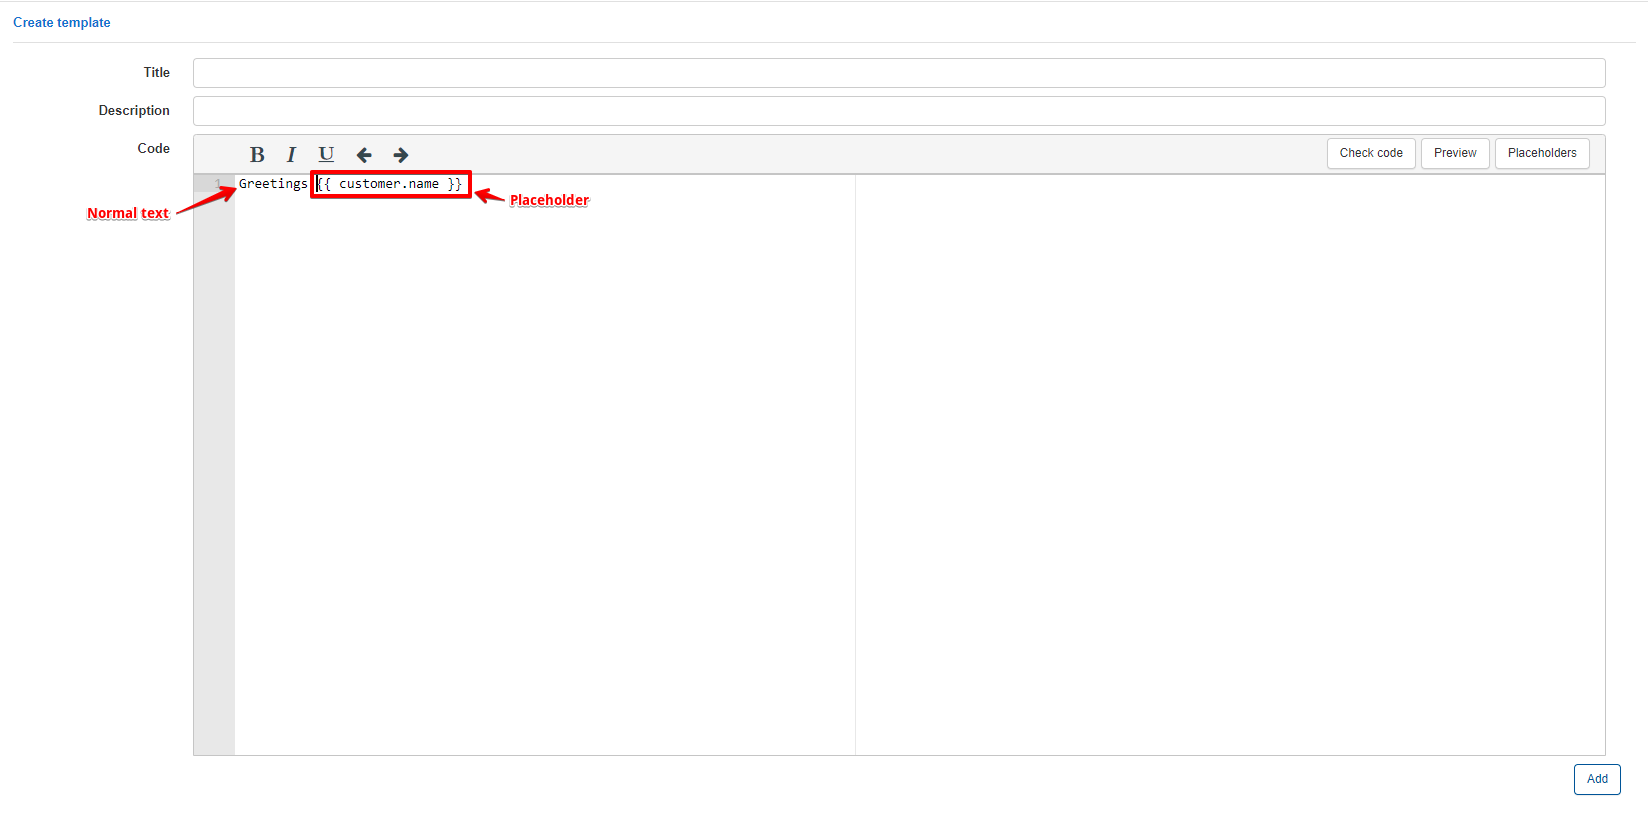 Create template
Title
Description
Code
B I U
Check code Preview Placeholders
1 Greetings {{ customer.name }}
Normal text
Placeholder
Add